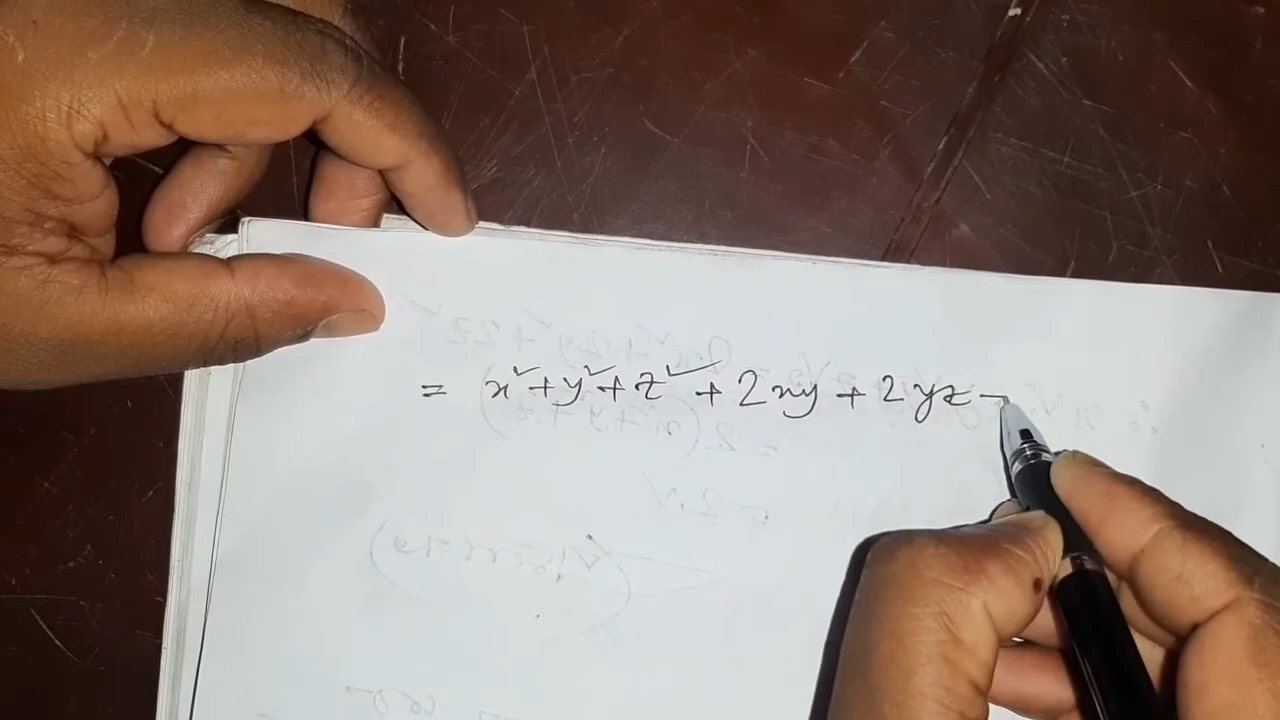 = x² + y² + z² + 2xy + 2yz -